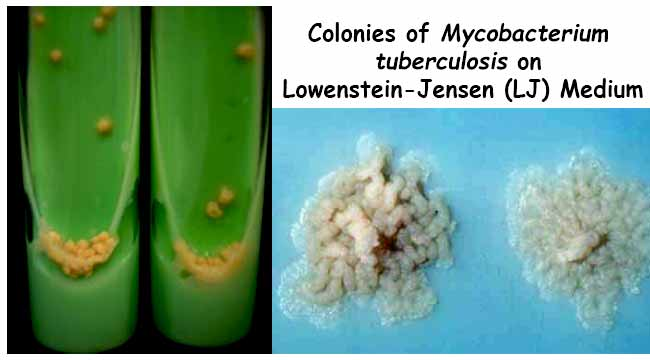 Colonies of Mycobacterium
tuberculosis on
Lowenstein-Jensen (LJ) Medium